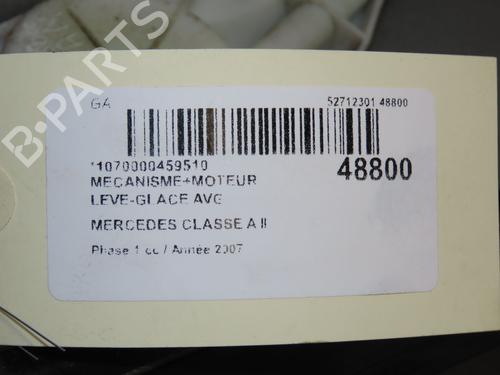 B-PARTS
GA
52712301 48800
*1070000459510
48800
MECANISME+MOTEUR
LEVE-GLACE AVG
MERCEDES CLASSE A II
Phase 1 cc / Année 2007